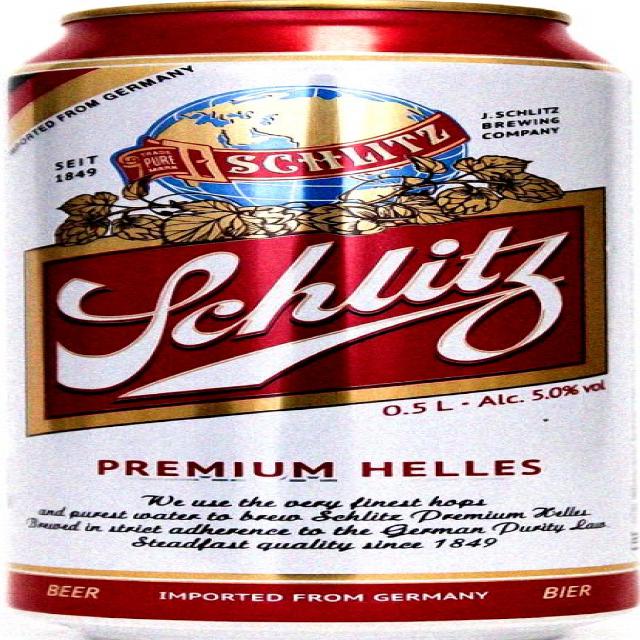 IMPORTED FROM GERMANY
SEIT
1849
TRADE
PURE
MARK
SCHLITZ
J. SCHLITZ
BREWING
COMPANY
Schlitz
0.5 L - Alc. 5.0% vol
PREMIUM HELLES
We use the very finest hops
and purest water to brew Schlitz Premium Helles
Brewed in strict adherence to the German Purity Law
Steadfast quality since 1849
BEER IMPORTED FROM GERMANY BIER